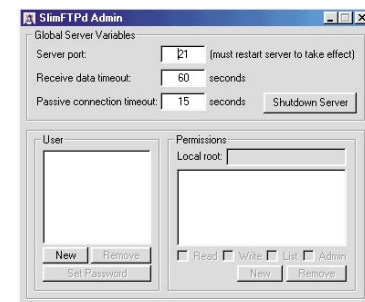 SlimFTPd Admin
Global Server Variables
Server port: 21 (must restart server to take effect)
Receive data timeout: 60 seconds
Passive connection timeout: 15 seconds Shutdown Server
User
Permissions
Local root:
New Remove
Set Password
Read Write List Admin
New Remove